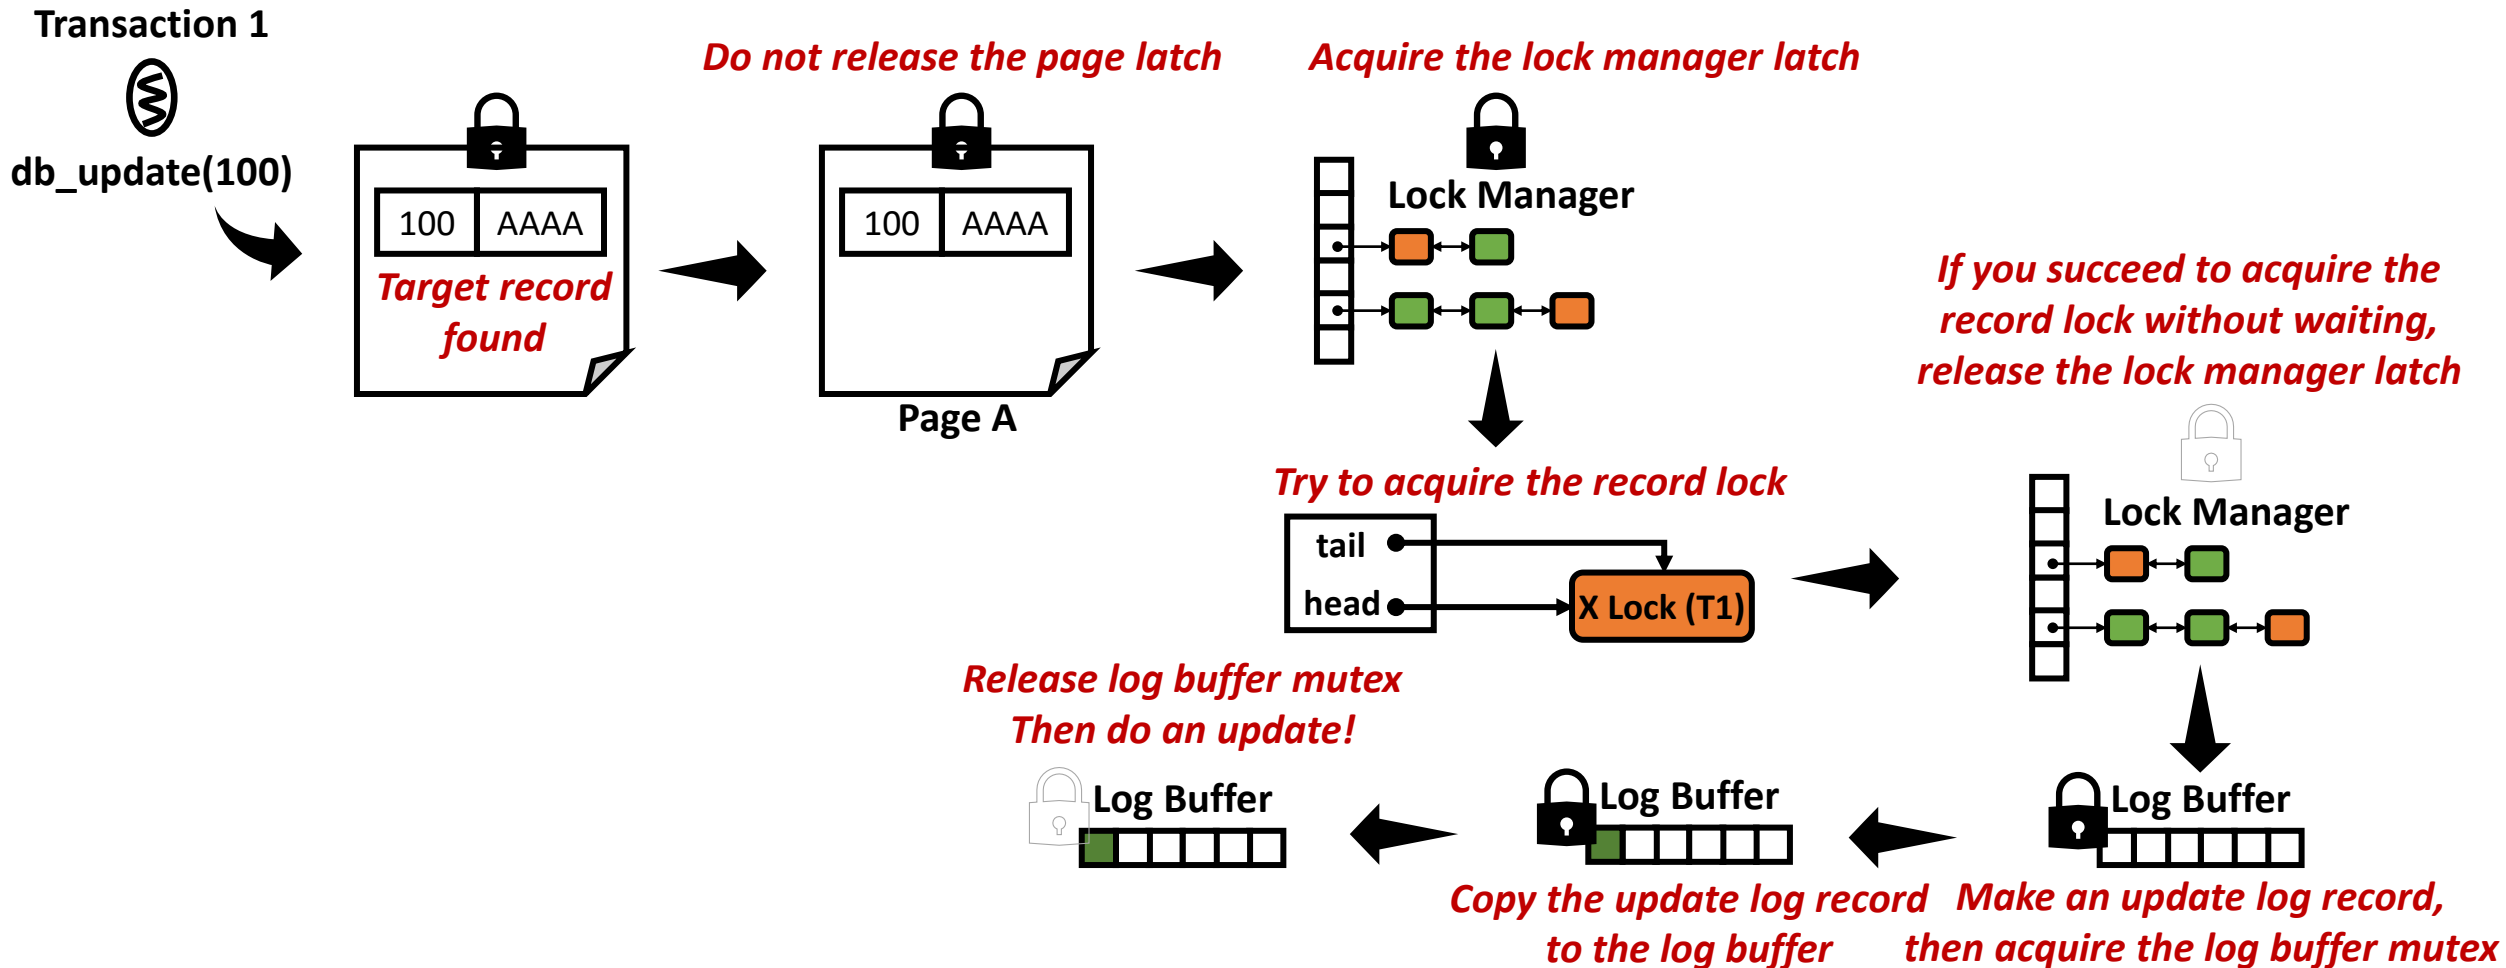 Transaction 1
db_update(100)
100 AAAA
Target record
found
Do not release the page latch
100 AAAA
Page A
Acquire the lock manager latch
Lock Manager
Try to acquire the record lock
tail
head
X Lock (T1)
If you succeed to acquire the
record lock without waiting,
release the lock manager latch
Lock Manager
Log Buffer
Make an update log record,
then acquire the log buffer mutex
Log Buffer
Copy the update log record
to the log buffer
Release log buffer mutex
Then do an update!
Log Buffer